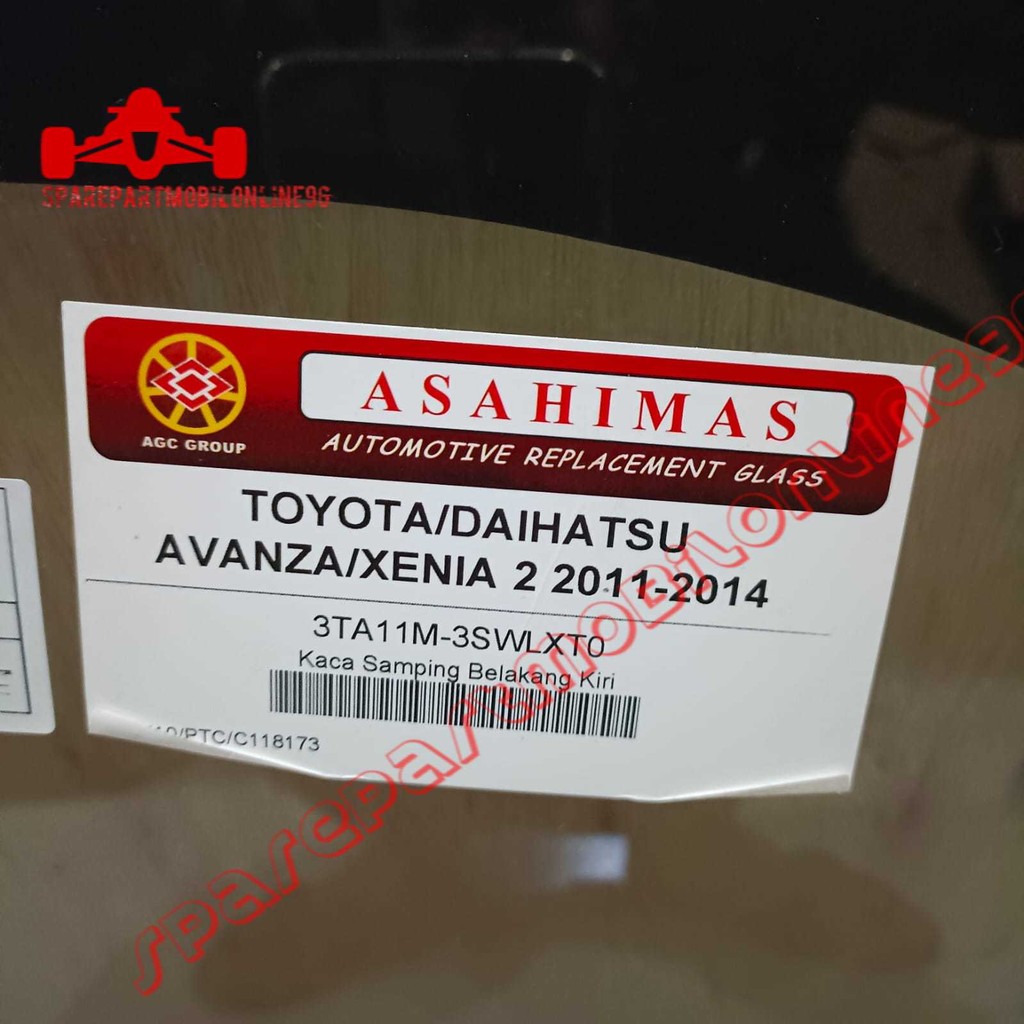 SPAREPARTMOBILONLINE96
AGC GROUP
ASAHIMAS
AUTOMOTIVE REPLACEMENT GLASS
TOYOTA/DAIHATSU
AVANZA/XENIA 2 2011-2014
3TA11M-3SWLXT0
Kaca Samping Belakang Kiri
/PTC/C118173
sparepartmobilonline96